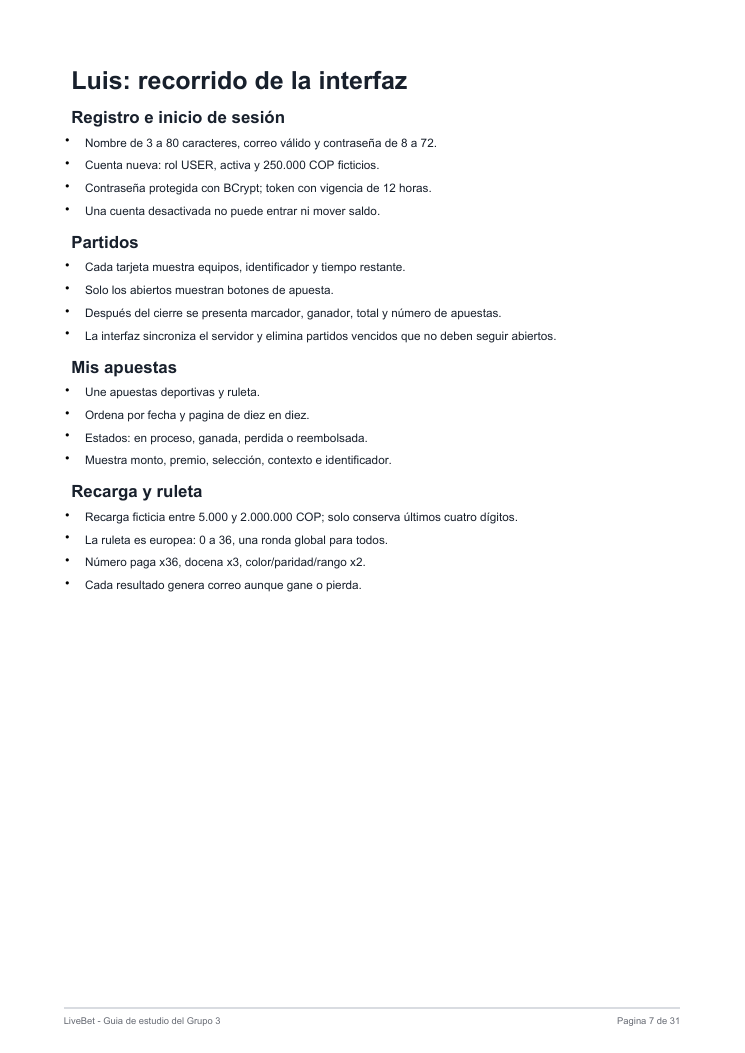 Luis: recorrido de la interfaz
Registro e inicio de sesión
• Nombre de 3 a 80 caracteres, correo válido y contraseña de 8 a 72.
• Cuenta nueva: rol USER, activa y 250.000 COP ficticios.
• Contraseña protegida con BCrypt; token con vigencia de 12 horas.
• Una cuenta desactivada no puede entrar ni mover saldo.
Partidos
• Cada tarjeta muestra equipos, identificador y tiempo restante.
• Solo los abiertos muestran botones de apuesta.
• Después del cierre se presenta marcador, ganador, total y número de apuestas.
• La interfaz sincroniza el servidor y elimina partidos vencidos que no deben seguir abiertos.
Mis apuestas
• Une apuestas deportivas y ruleta.
• Ordena por fecha y pagina de diez en diez.
• Estados: en proceso, ganada, perdida o reembolsada.
• Muestra monto, premio, selección, contexto e identificador.
Recarga y ruleta
• Recarga ficticia entre 5.000 y 2.000.000 COP; solo conserva últimos cuatro dígitos.
• La ruleta es europea: 0 a 36, una ronda global para todos.
• Número paga x36, docena x3, color/paridad/rango x2.
• Cada resultado genera correo aunque gane o pierda.
LiveBet - Guia de estudio del Grupo 3
Pagina 7 de 31